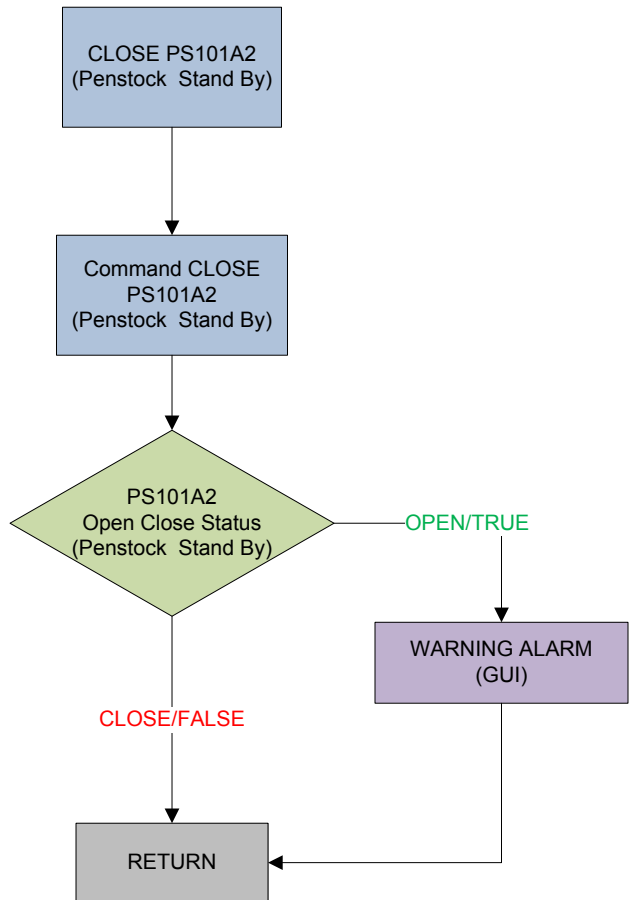 CLOSE PS101A2
(Penstock Stand By)
Command CLOSE
PS101A2
(Penstock Stand By)
PS101A2
Open Close Status
(Penstock Stand By)
OPEN/TRUE
WARNING ALARM
(GUI)
CLOSE/FALSE
RETURN